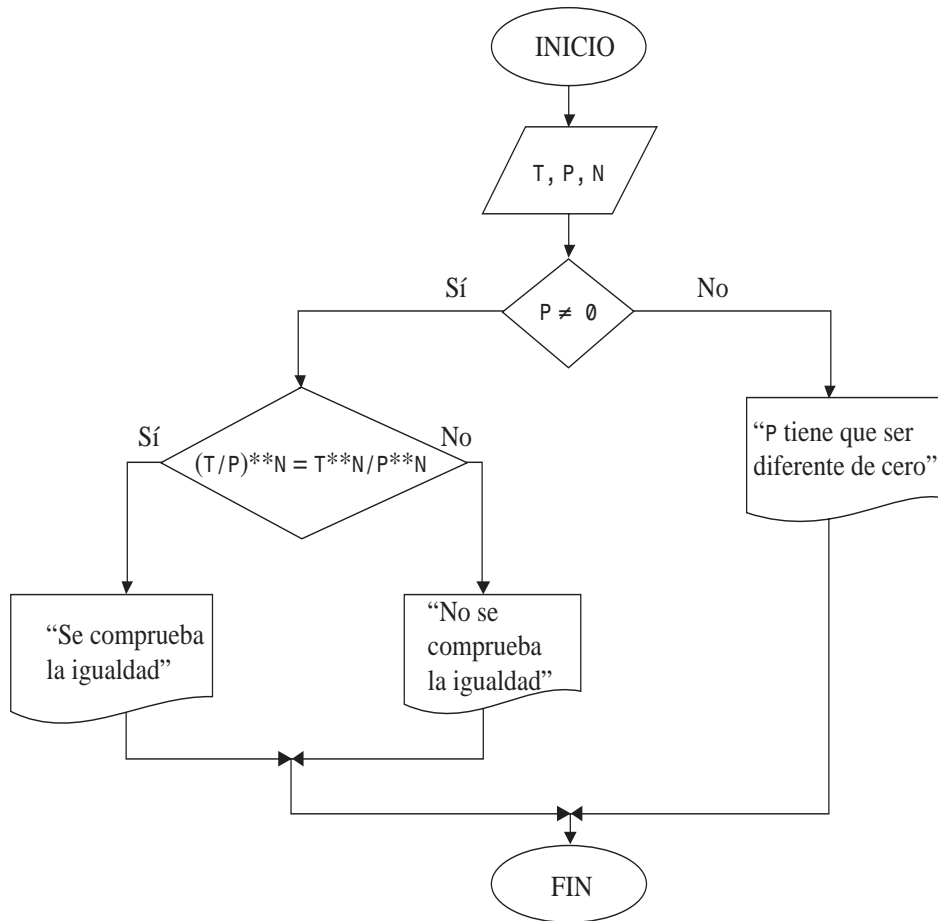 INICIO
T, P, N
Sí
No
P ≠ 0
Sí
No
(T/P)**N = T**N/P**N
“P tiene que ser
diferente de cero”
“Se comprueba
la igualdad”
“No se
comprueba
la igualdad”
FIN